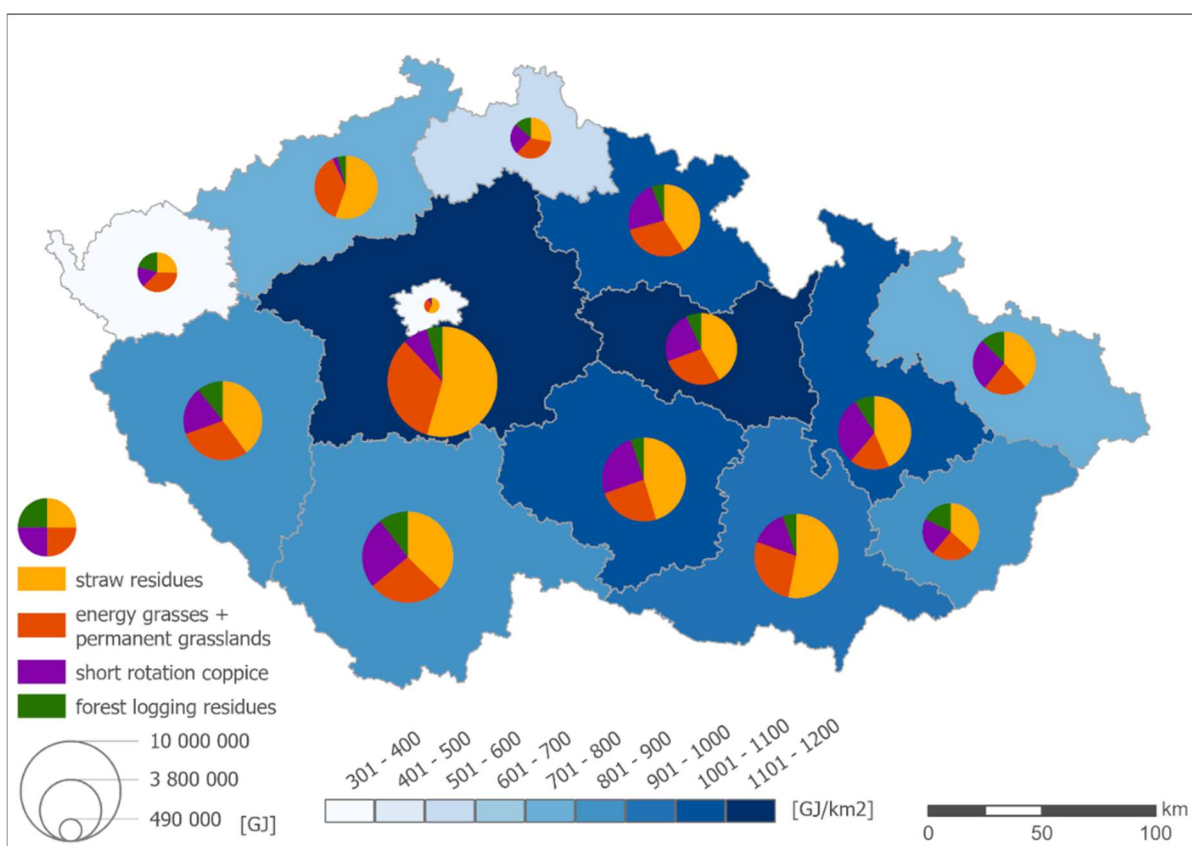 straw residues
energy grasses +
permanent grasslands
short rotation coppice
forest logging residues
10 000 000
3 800 000
490 000
[GJ]
301 - 400
401 - 500
501 - 600
601 - 700
701 - 800
801 - 900
901 - 1000
1001 - 1100
1101 - 1200
[GJ/km2]
km
0 50 100